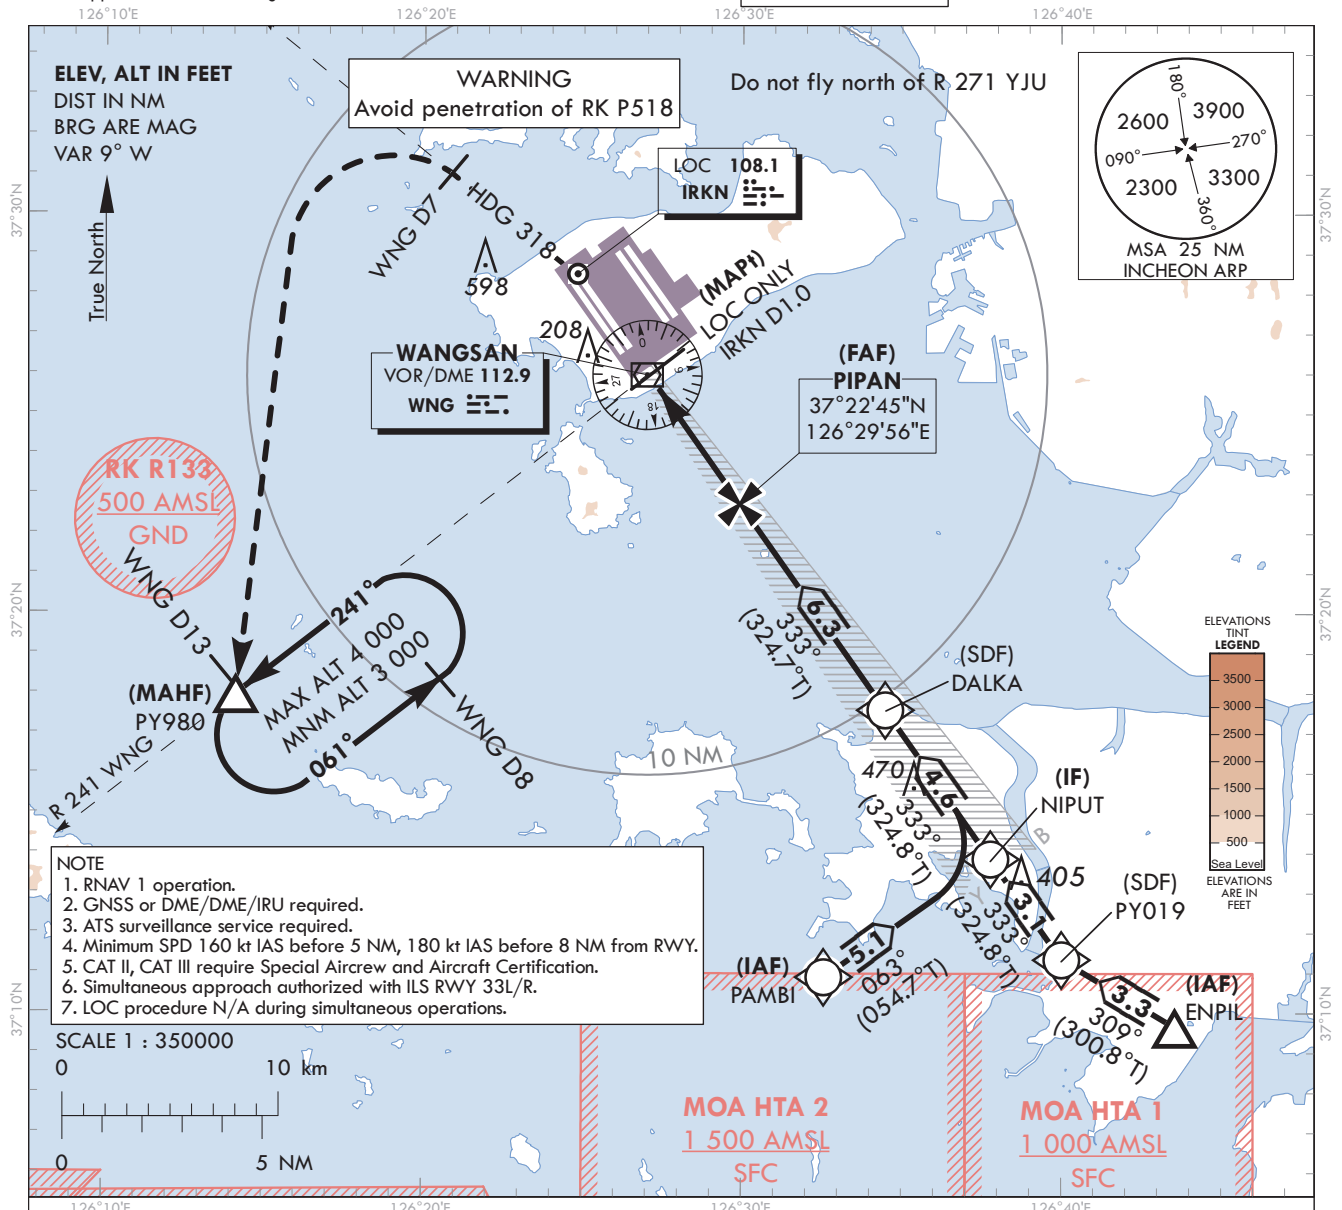 126°10'E
126°20'E
126°30'E
126°40'E
ELEV, ALT IN FEET
DIST IN NM
BRG ARE MAG
VAR 9° W
True North
WARNING
Avoid penetration of RK P518
Do not fly north of R 271 YJU
180°
2600
3900
270°
090°
2300
3300
360°
MSA 25 NM
INCHEON ARP
LOC 108.1
IRKN
37°30'N
37°30'N
WNG D7
HDG 318
598
208
(MAPt)
LOC ONLY
IRKN D1.0
WANGSAN
VOR/DME 112.9
WNG
0
9
18
27
(FAF)
PIPAN
37°22'45"N
126°29'56"E
RK R133
500 AMSL
GND
WNG D13
241°
MAX ALT 4 000
MNM ALT 3 000
061°
(MAHF)
PY980
WNG D8
R 241 WNG
10 NM
37°20'N
37°20'N
6.3
333°
(324.7°T)
(SDF)
DALKA
470
4.6
333°
(324.8°T)
(IF)
NIPUT
B
Y
405
3.1
333°
(324.8°T)
(SDF)
PY019
(IAF)
PAMBI
5.1
063°
(054.7°T)
3.3
309°
(300.8°T)
(IAF)
ENPIL
ELEVATIONS
TINT
LEGEND
3500
3000
2500
2000
1500
1000
500
Sea Level
ELEVATIONS
ARE IN
FEET
NOTE
1. RNAV 1 operation.
2. GNSS or DME/DME/IRU required.
3. ATS surveillance service required.
4. Minimum SPD 160 kt IAS before 5 NM, 180 kt IAS before 8 NM from RWY.
5. CAT II, CAT III require Special Aircrew and Aircraft Certification.
6. Simultaneous approach authorized with ILS RWY 33L/R.
7. LOC procedure N/A during simultaneous operations.
37°10'N
37°10'N
SCALE 1 : 350000
0
10 km
0
5 NM
MOA HTA 2
1 500 AMSL
SFC
MOA HTA 1
1 000 AMSL
SFC
126°10'E
126°20'E
126°30'E
126°40'E